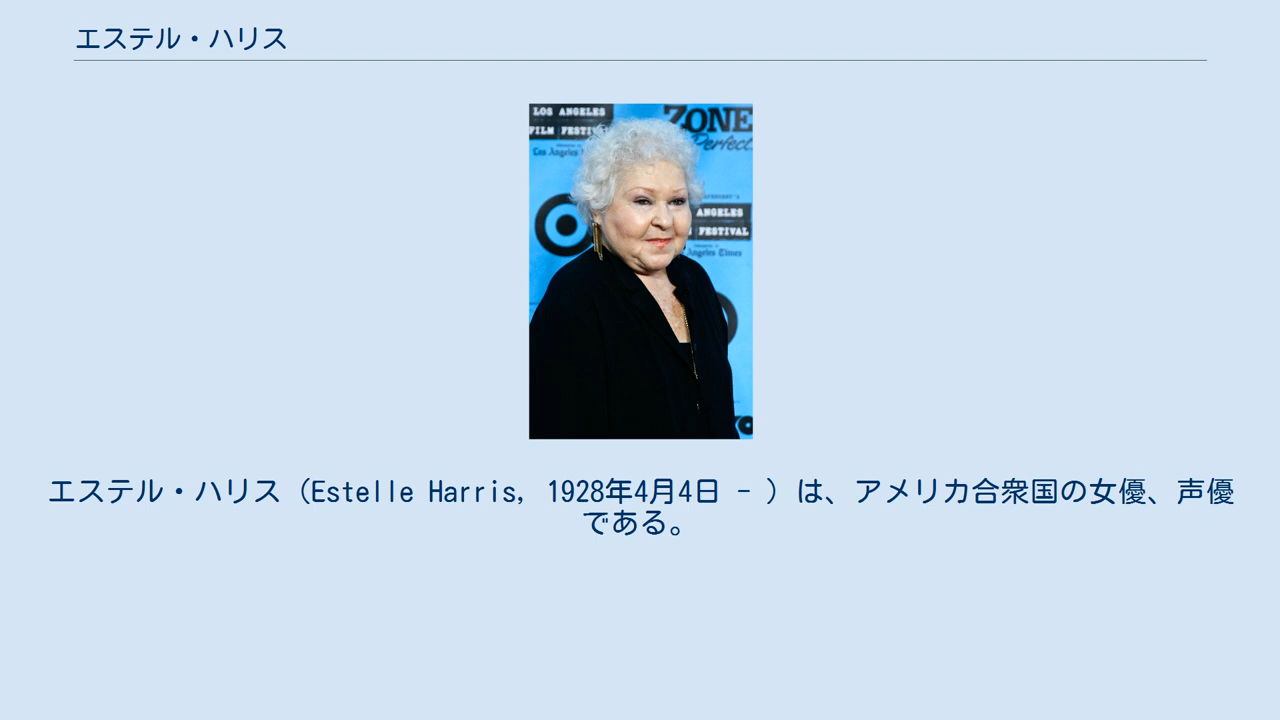 エステル・ハリス
LOS ANGELES
FILM FESTIV
Los Angeles
ZONE
Perfect.
ANGELES
FESTIVAL
Angeles Times
エステル・ハリス（Estelle Harris, 1928年4月4日 - ）は、アメリカ合衆国の女優、声優
である。